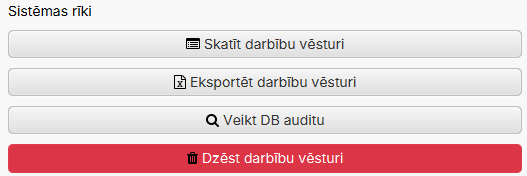 Sistēmas rīki
Skatīt darbību vēsturi
Eksportēt darbību vēsturi
Veikt DB auditu
Dzēst darbību vēsturi